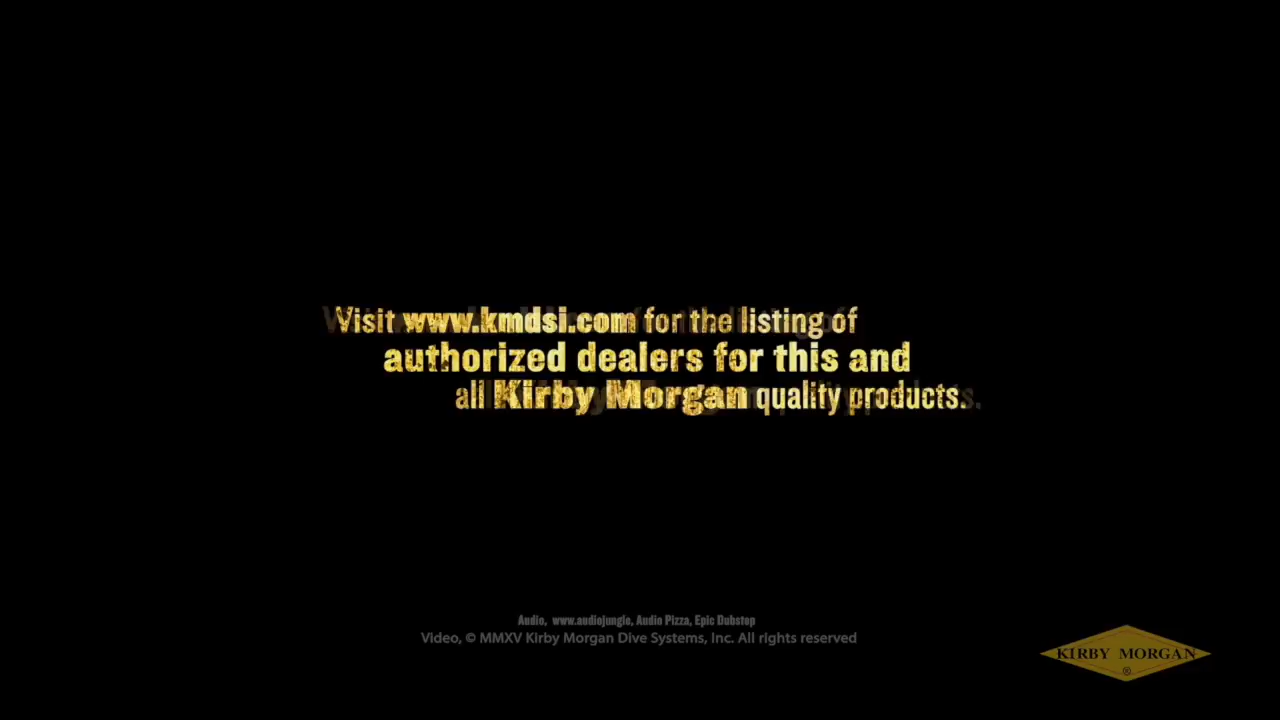 Visit www.kmdsi.com for the listing of
authorized dealers for this and
all Kirby Morgan quality products.
Audio, www.audiojungle, Audio Pizza, Epic Dubstep
Video, © MMXV Kirby Morgan Dive Systems, Inc. All rights reserved
KIRBY MORGAN
®